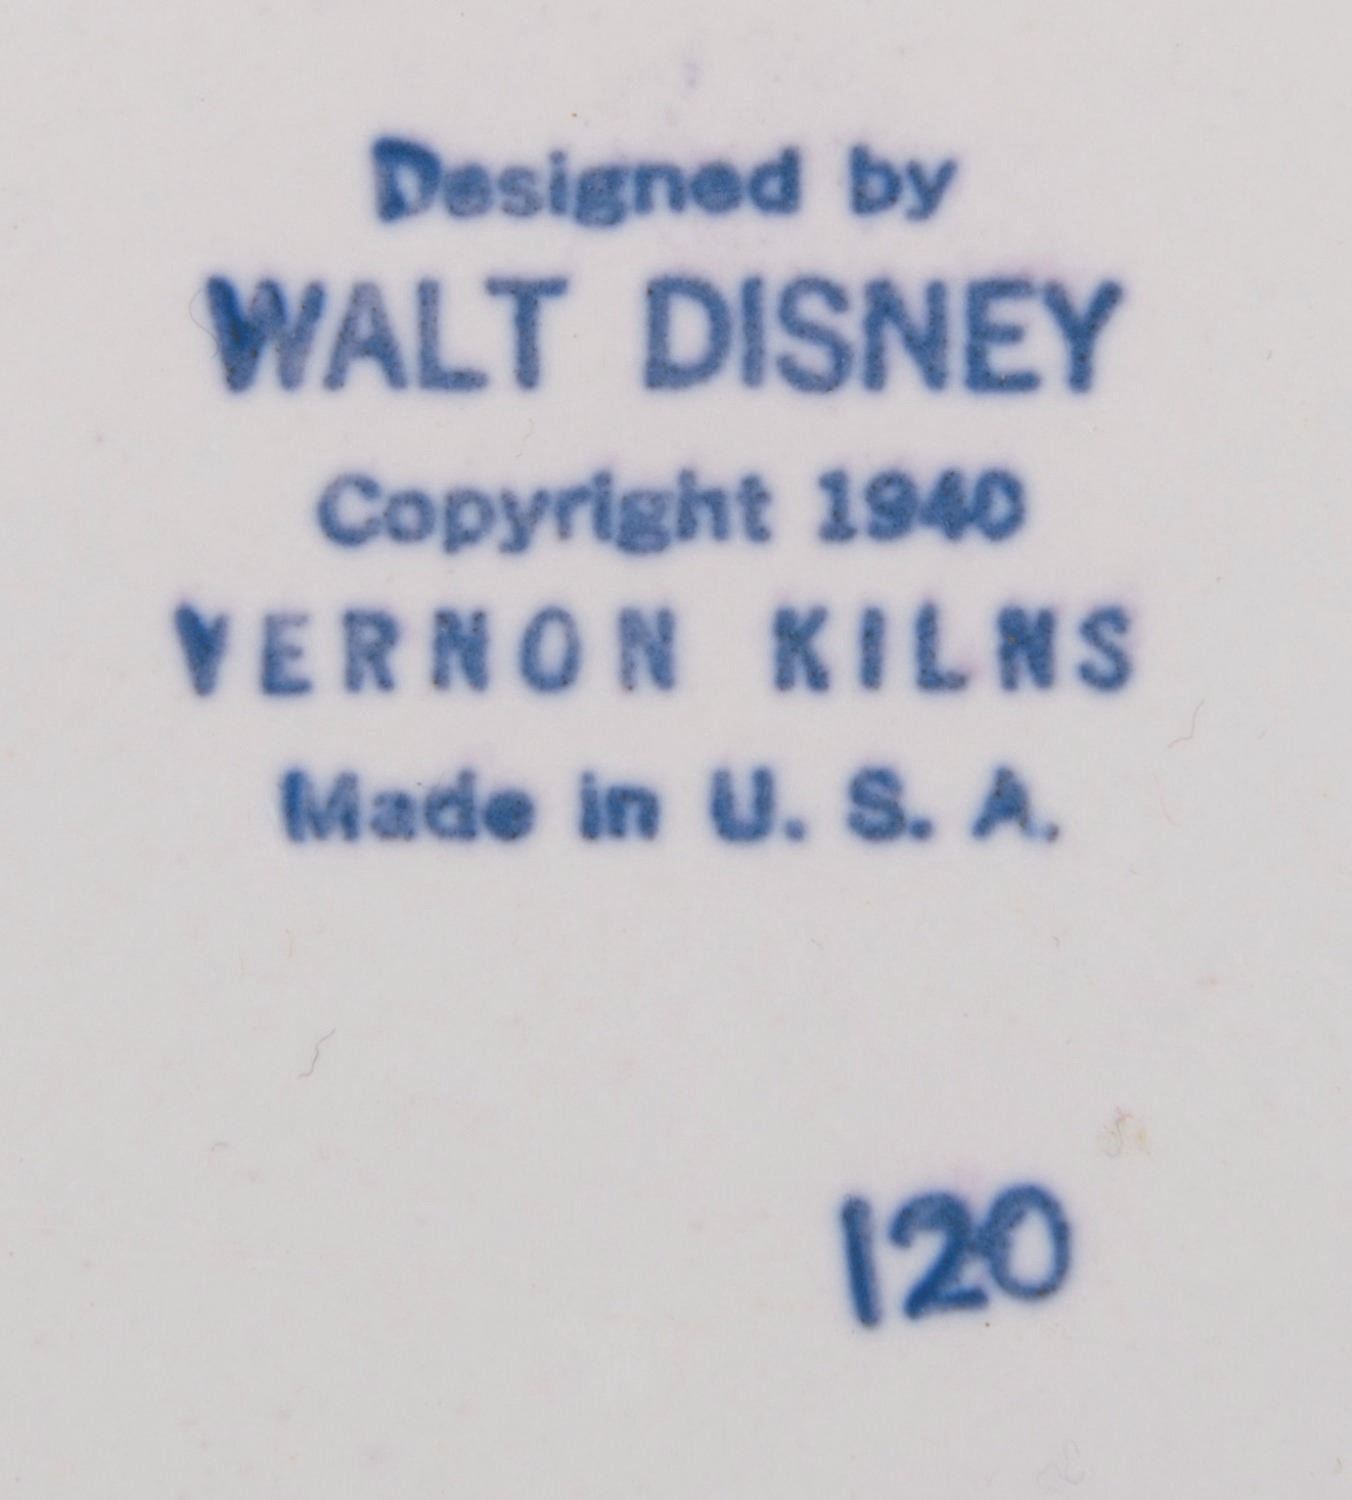 Designed by
WALT DISNEY
Copyright 1940
VERNON KILNS
Made in U. S. A.
120